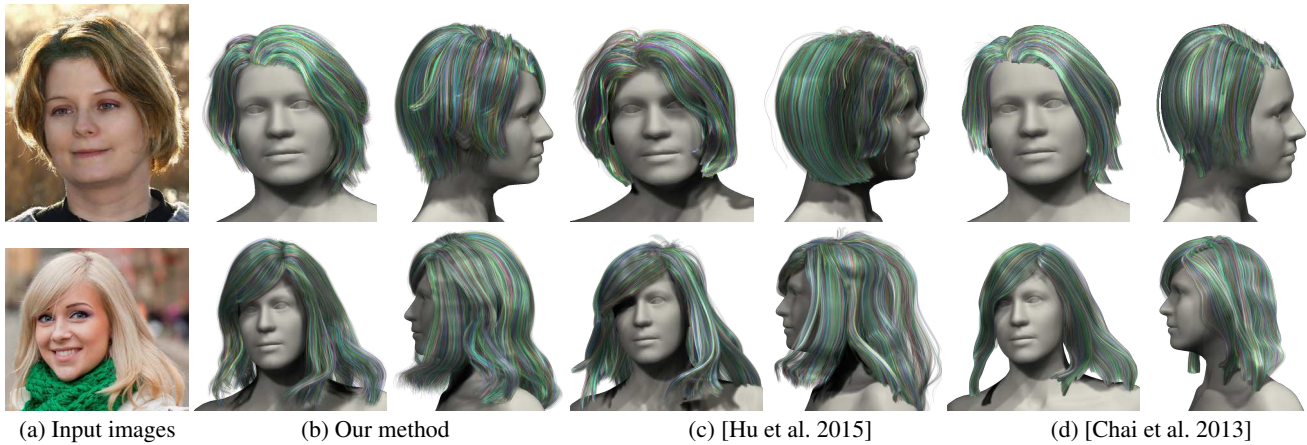 (a) Input images
(b) Our method
(c) [Hu et al. 2015]
(d) [Chai et al. 2013]